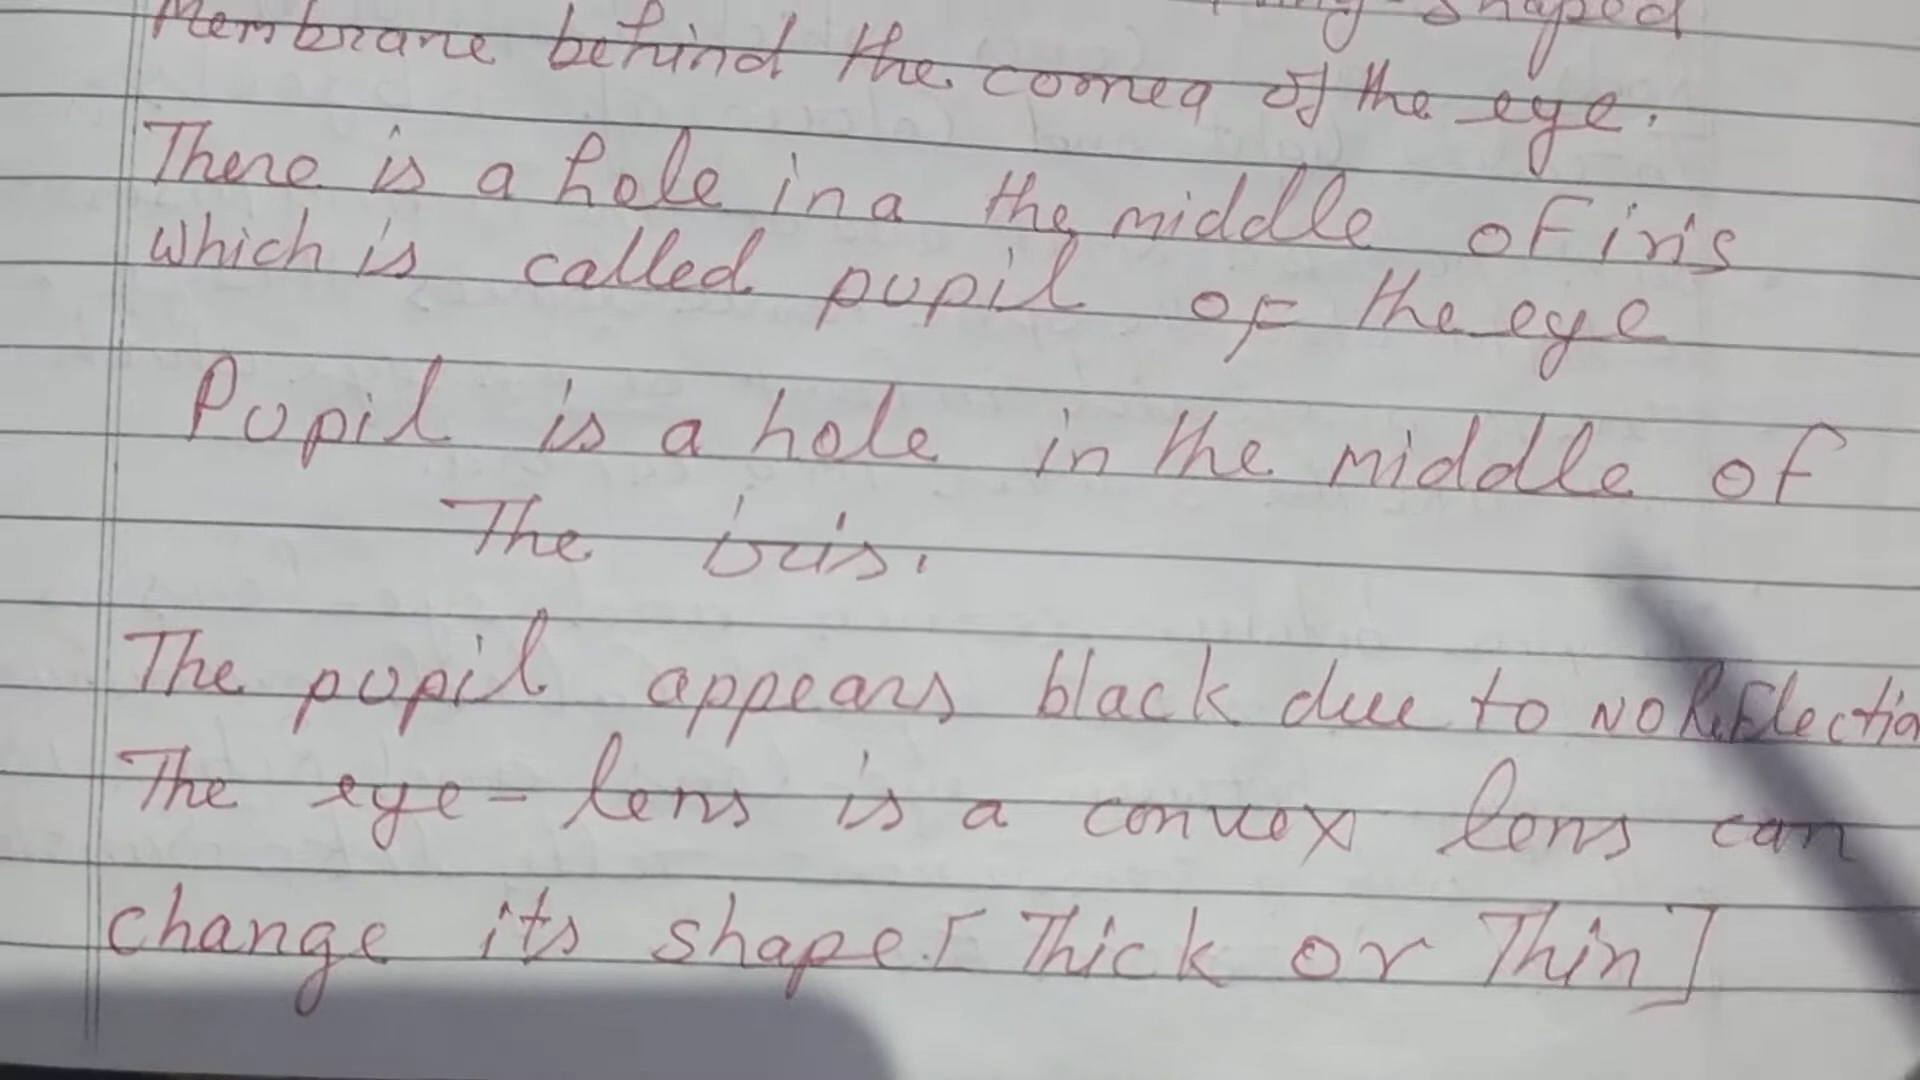 shaped
Membrane behind the cornea of the eye.
There is a hole in a the middle of iris
which is called pupil of the eye
Pupil is a hole in the middle of
The iris.
The pupil appears black due to NO Reflectio
The eye-lens is a convex lens can
change its shape. [Thick or Thin]